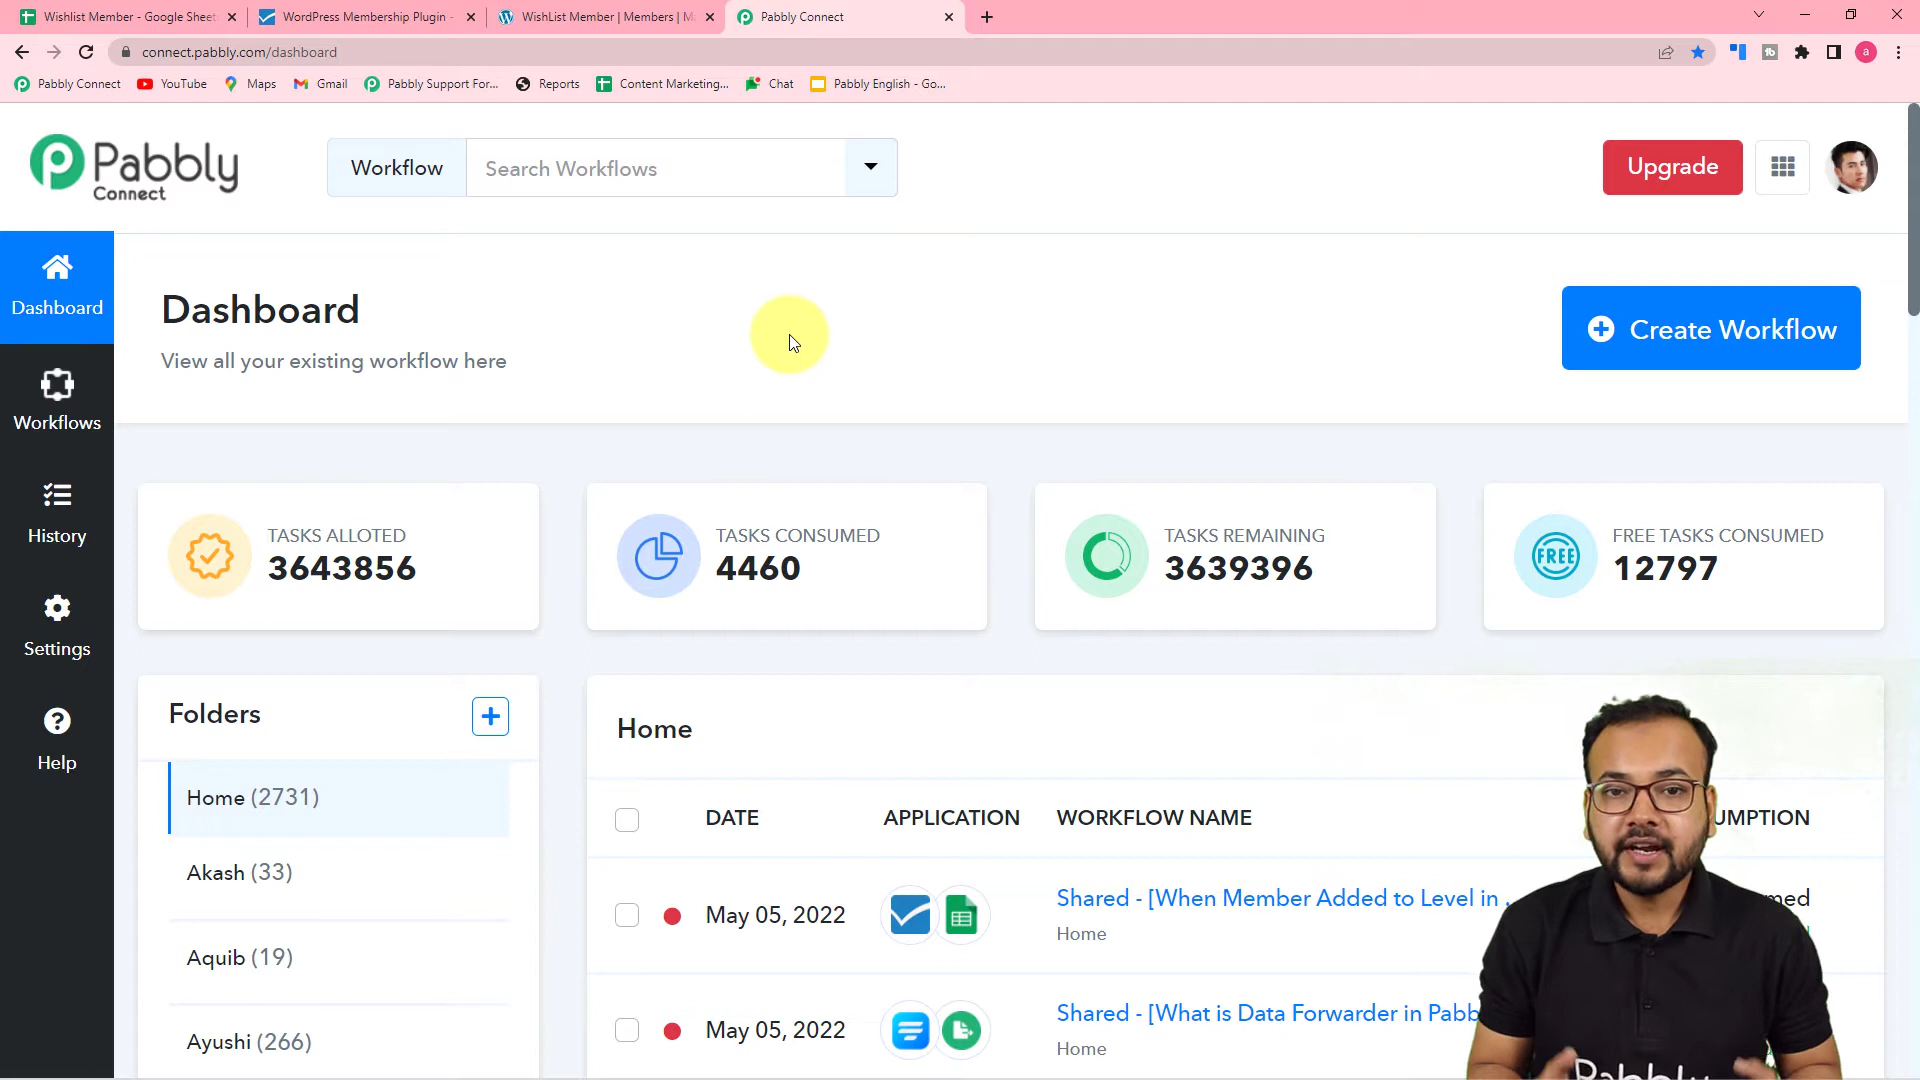 Wishlist Member - Google Sheet
WordPress Membership Plugin -
WishList Member | Members | M
Pabbly Connect
connect.pabbly.com/dashboard
a
Pabbly Connect
YouTube
Maps
Gmail
Pabbly Support For...
Reports
Content Marketing...
Chat
Pabbly English - Go...
Pabbly
Connect
Workflow
Search Workflows
Upgrade
Dashboard
Workflows
History
Settings
Help
Dashboard
View all your existing workflow here
Create Workflow
TASKS ALLOTED
3643856
TASKS CONSUMED
4460
TASKS REMAINING
3639396
FREE
FREE TASKS CONSUMED
12797
Folders
Home (2731)
Akash (33)
Aquib (19)
Ayushi (266)
Home
DATE
APPLICATION
WORKFLOW NAME
UMPTION
May 05, 2022
Shared - [When Member Added to Level in ...
Home
med
May 05, 2022
Shared - [What is Data Forwarder in Pabb
Home
Pabbly